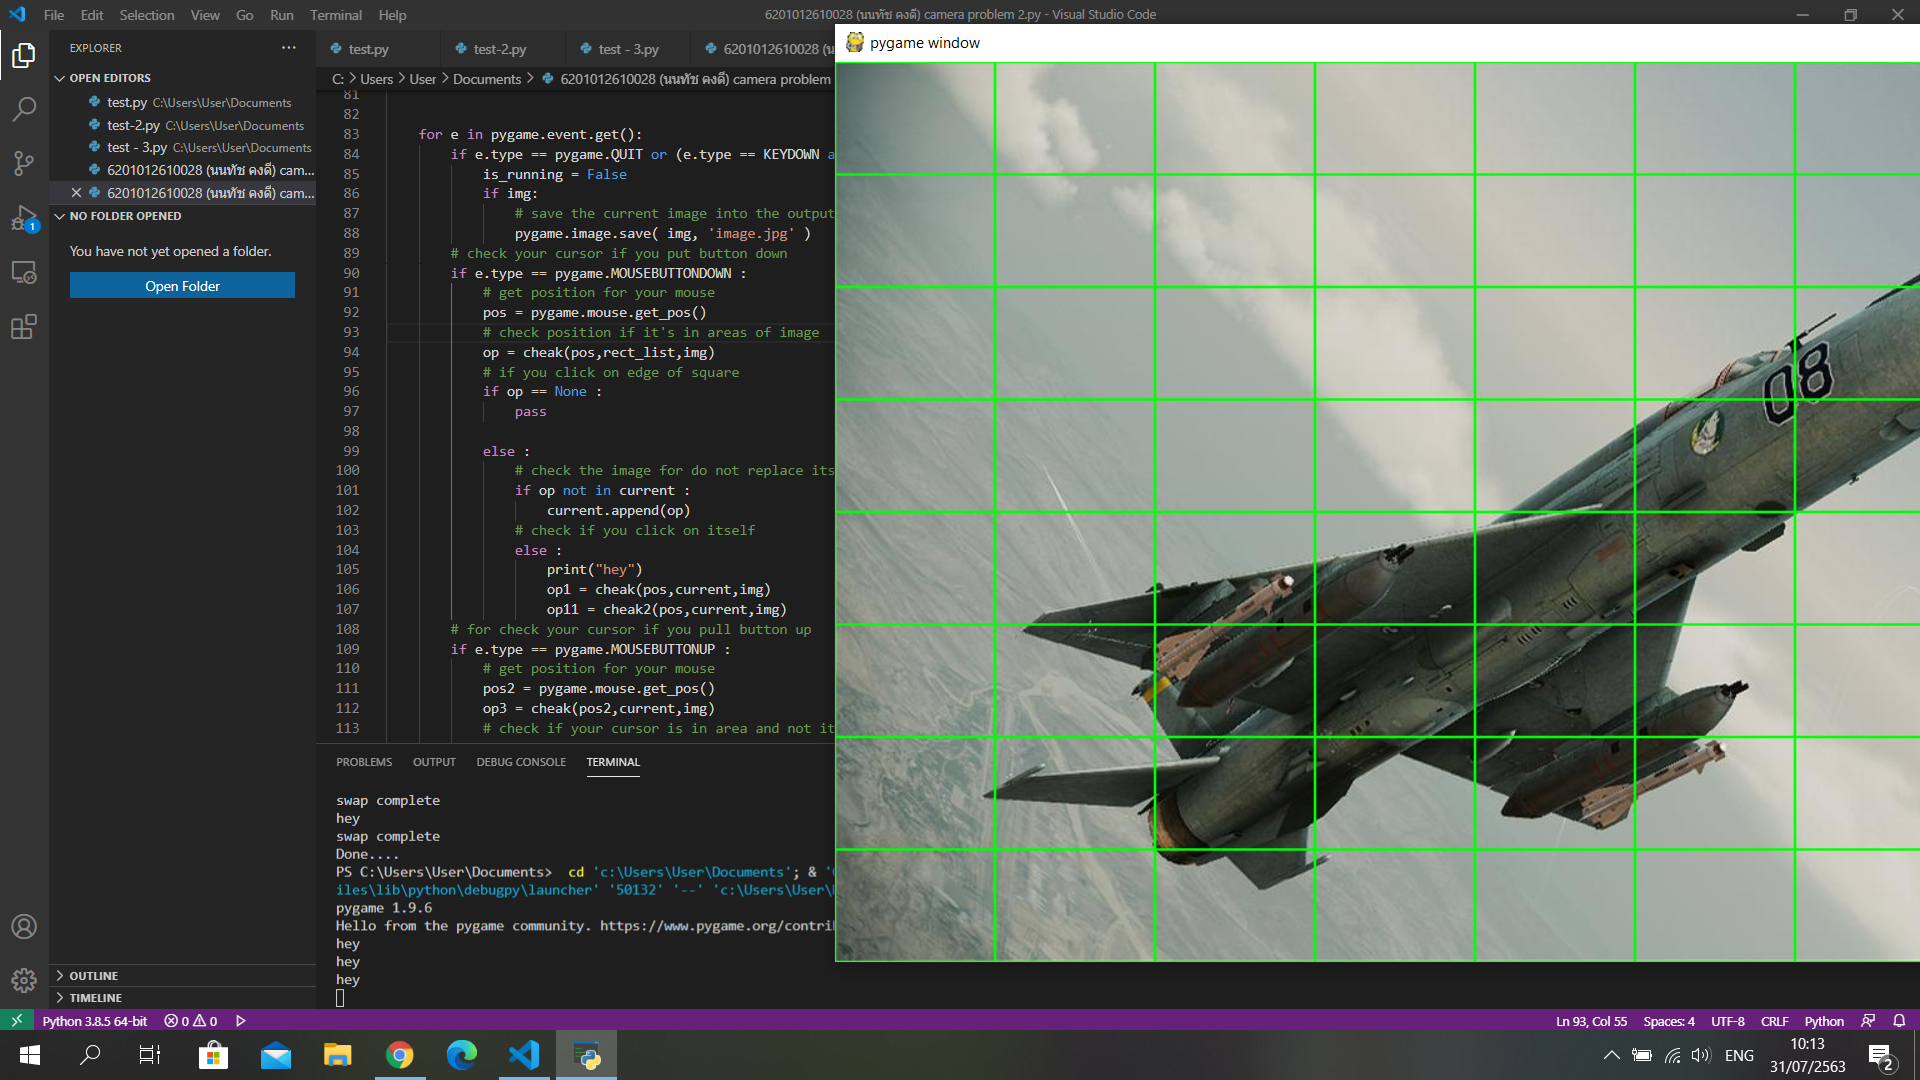 File Edit Selection View Go Run Terminal Help
6201012610028 (นนทัช คงดี) camera problem 2.py - Visual Studio Code
EXPLORER
OPEN EDITORS
test.py C:\Users\User\Documents
test-2.py C:\Users\User\Documents
test - 3.py C:\Users\User\Documents
6201012610028 (นนทัช คงดี) cam...
6201012610028 (นนทัช คงดี) cam...
NO FOLDER OPENED
You have not yet opened a folder.
Open Folder
1
OUTLINE
TIMELINE
test.py test-2.py test - 3.py 6201012610028 (น
C: > Users > User > Documents > 6201012610028 (นนทัช คงดี) camera problem
81
82
83 for e in pygame.event.get():
84 if e.type == pygame.QUIT or (e.type == KEYDOWN a
85 is_running = False
86 if img:
87 # save the current image into the output
88 pygame.image.save( img, 'image.jpg' )
89 # check your cursor if you put button down
90 if e.type == pygame.MOUSEBUTTONDOWN :
91 # get position for your mouse
92 pos = pygame.mouse.get_pos()
93 # check position if it's in areas of image
94 op = cheak(pos,rect_list,img)
95 # if you click on edge of square
96 if op == None :
97 pass
98
99 else :
100 # check the image for do not replace its
101 if op not in current :
102 current.append(op)
103 # check if you click on itself
104 else :
105 print("hey")
106 op1 = cheak(pos,current,img)
107 op11 = cheak2(pos,current,img)
108 # for check your cursor if you pull button up
109 if e.type == pygame.MOUSEBUTTONUP :
110 # get position for your mouse
111 pos2 = pygame.mouse.get_pos()
112 op3 = cheak(pos2,current,img)
113 # check if your cursor is in area and not it
PROBLEMS OUTPUT DEBUG CONSOLE TERMINAL
swap complete
hey
swap complete
Done....
PS C:\Users\User\Documents> cd 'c:\Users\User\Documents'; & '
iles\lib\python\debugpy\launcher' '50132' '--' 'c:\Users\User\
pygame 1.9.6
Hello from the pygame community. https://www.pygame.org/contri
hey
hey
hey
pygame window
08
Python 3.8.5 64-bit 0 0
Ln 93, Col 55 Spaces: 4 UTF-8 CRLF Python
ENG
10:13
31/07/2563
2